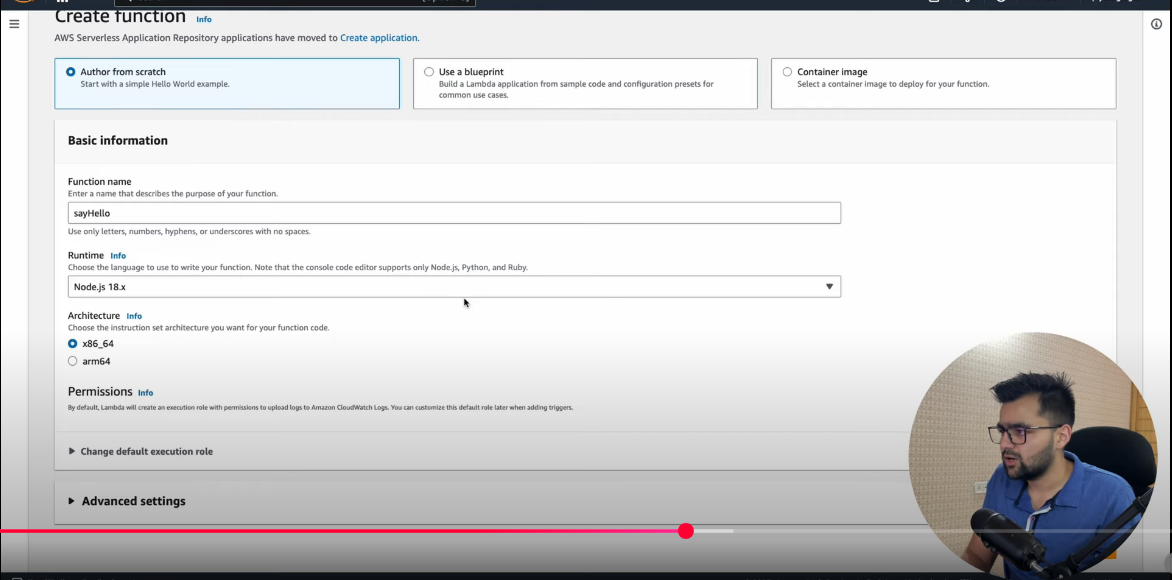 Create function Info
AWS Serverless Application Repository applications have moved to Create application.
Author from scratch
Start with a simple Hello World example.
Use a blueprint
Build a Lambda application from sample code and configuration presets for
common use cases.
Container image
Select a container image to deploy for your function.
Basic information
Function name
Enter a name that describes the purpose of your function.
sayHello
Use only letters, numbers, hyphens, or underscores with no spaces.
Runtime Info
Choose the language to use to write your function. Note that the console code editor supports only Node.js, Python, and Ruby.
Node.js 18.x
Architecture Info
Choose the instruction set architecture you want for your function code.
x86_64
arm64
Permissions Info
By default, Lambda will create an execution role with permissions to upload logs to Amazon CloudWatch Logs. You can customize this default role later when adding triggers.
Change default execution role
Advanced settings